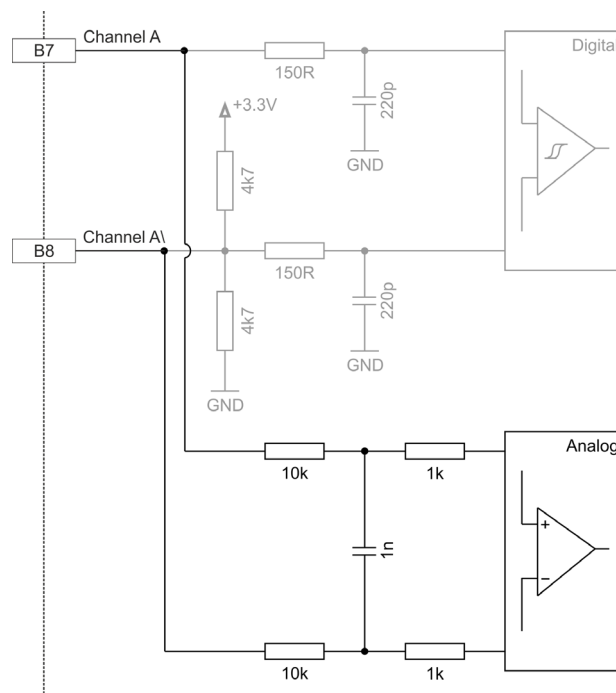 B7
Channel A
150R
220p
GND
Digital
+3.3V
4k7
B8
Channel A\
150R
220p
GND
4k7
GND
Analog
10k
1k
1n
+
−
10k
1k